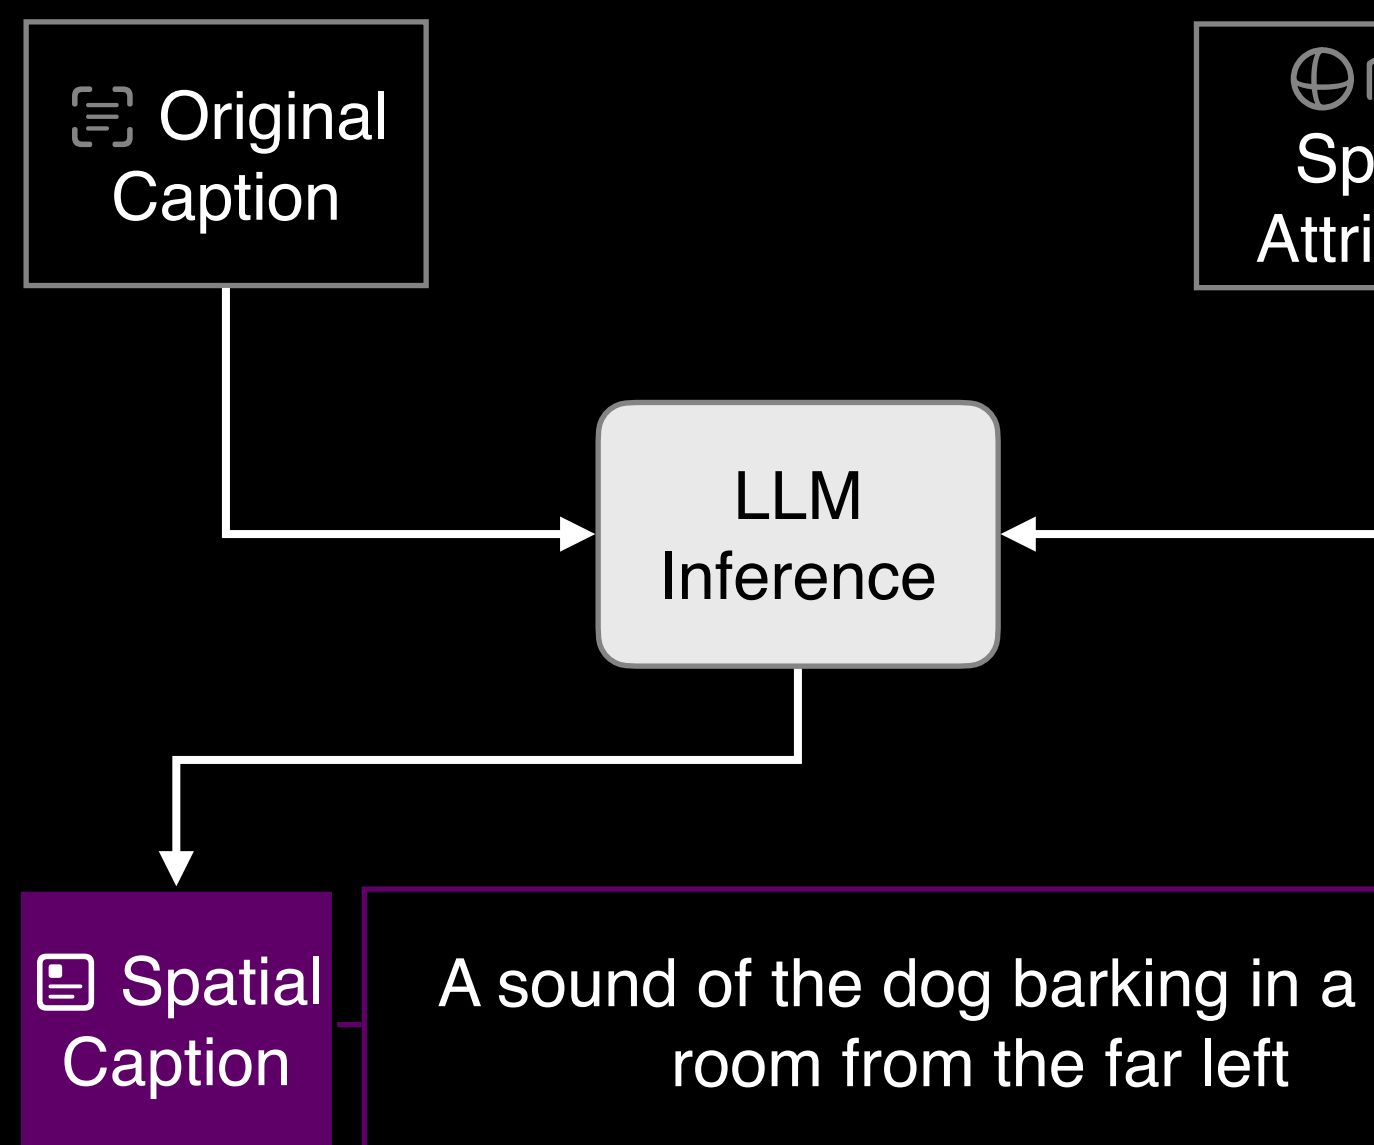 Original
Caption
LLM
Inference
Spatial
Caption
A sound of the dog barking in a
room from the far left